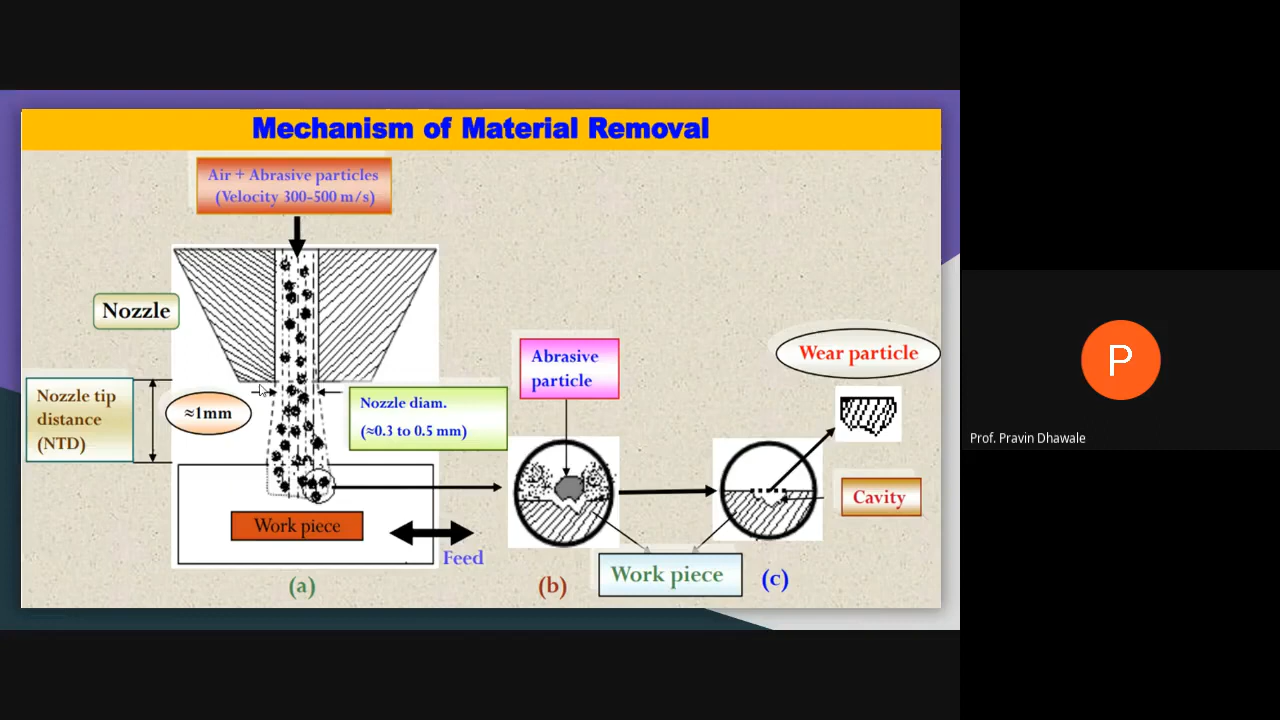 Mechanism of Material Removal
Air + Abrasive particles
(Velocity 300-500 m/s)
Nozzle
Nozzle tip
distance
(NTD)
≈1mm
Nozzle diam.
(≈0.3 to 0.5 mm)
Work piece
Feed
(a)
Abrasive
particle
(b)
Work piece
Wear particle
Cavity
(c)
P
Prof. Pravin Dhawale